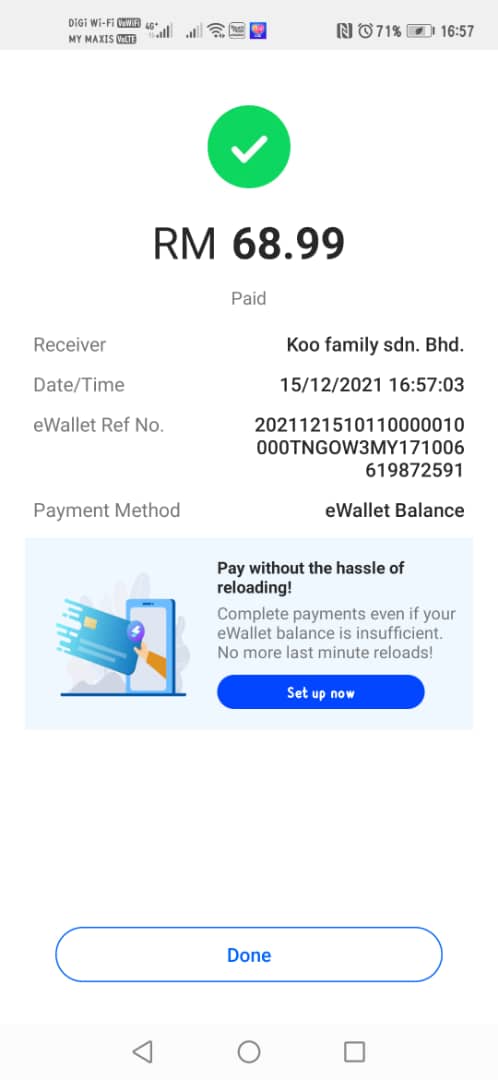 DiGi Wi-Fi VoWiFi 4G+
MY MAXIS VoLTE
71% 16:57
RM 68.99
Paid
Receiver Koo family sdn. Bhd.
Date/Time 15/12/2021 16:57:03
eWallet Ref No. 2021121510110000010
000TNGOW3MY171006
619872591
Payment Method eWallet Balance
Pay without the hassle of
reloading!
Complete payments even if your
eWallet balance is insufficient.
No more last minute reloads!
Set up now
Done